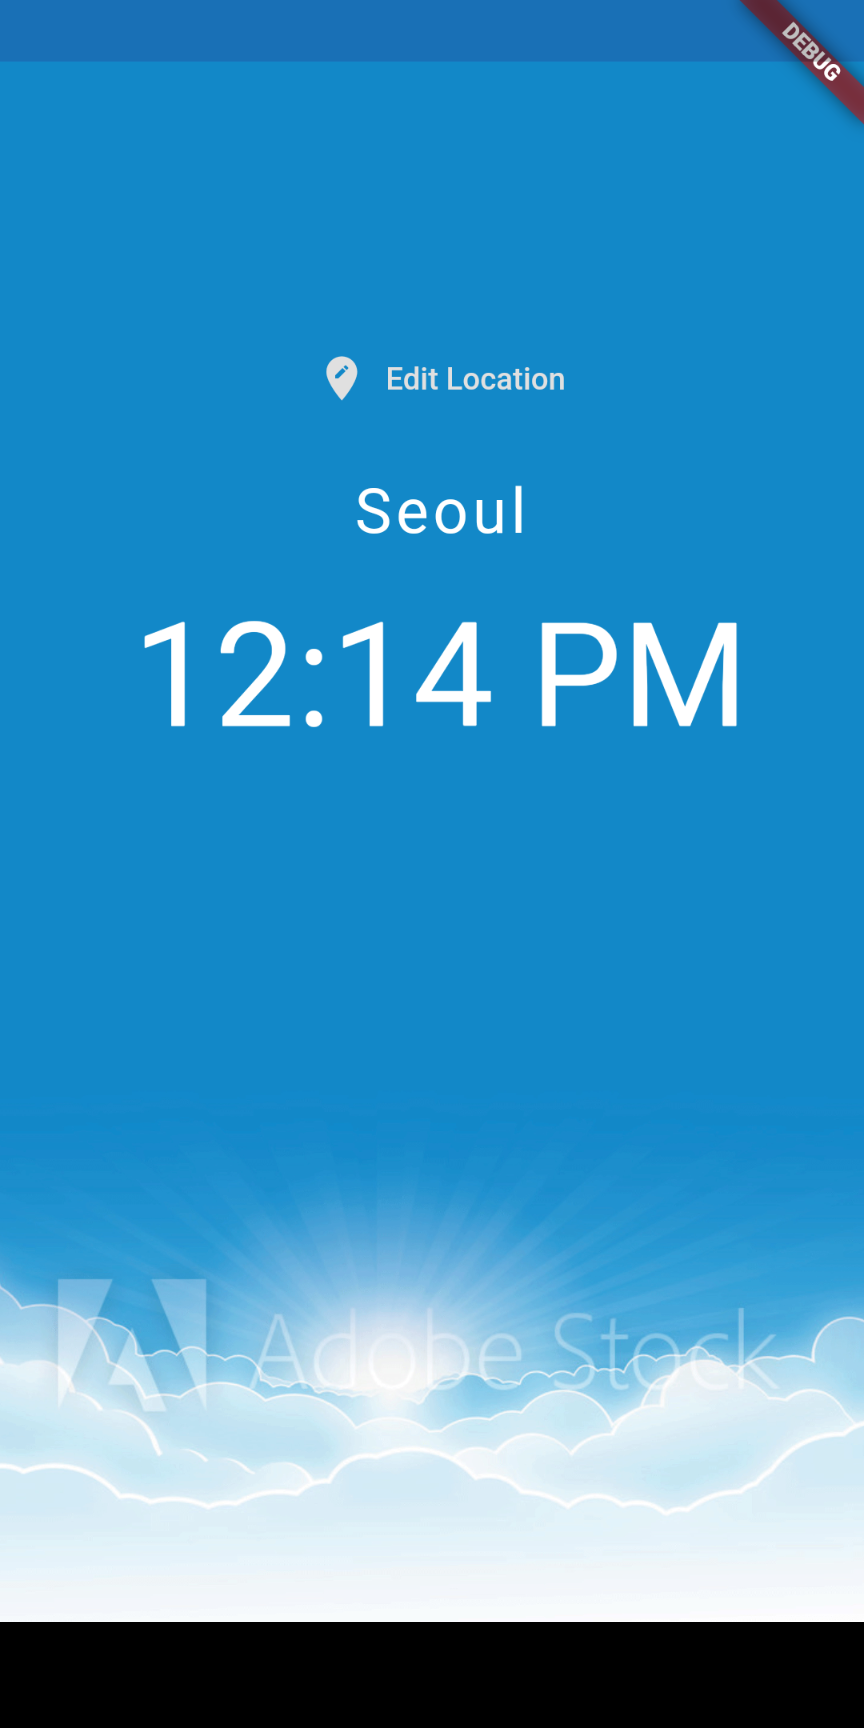 DEBUG
Edit Location
Seoul
12:14 PM
Adobe Stock